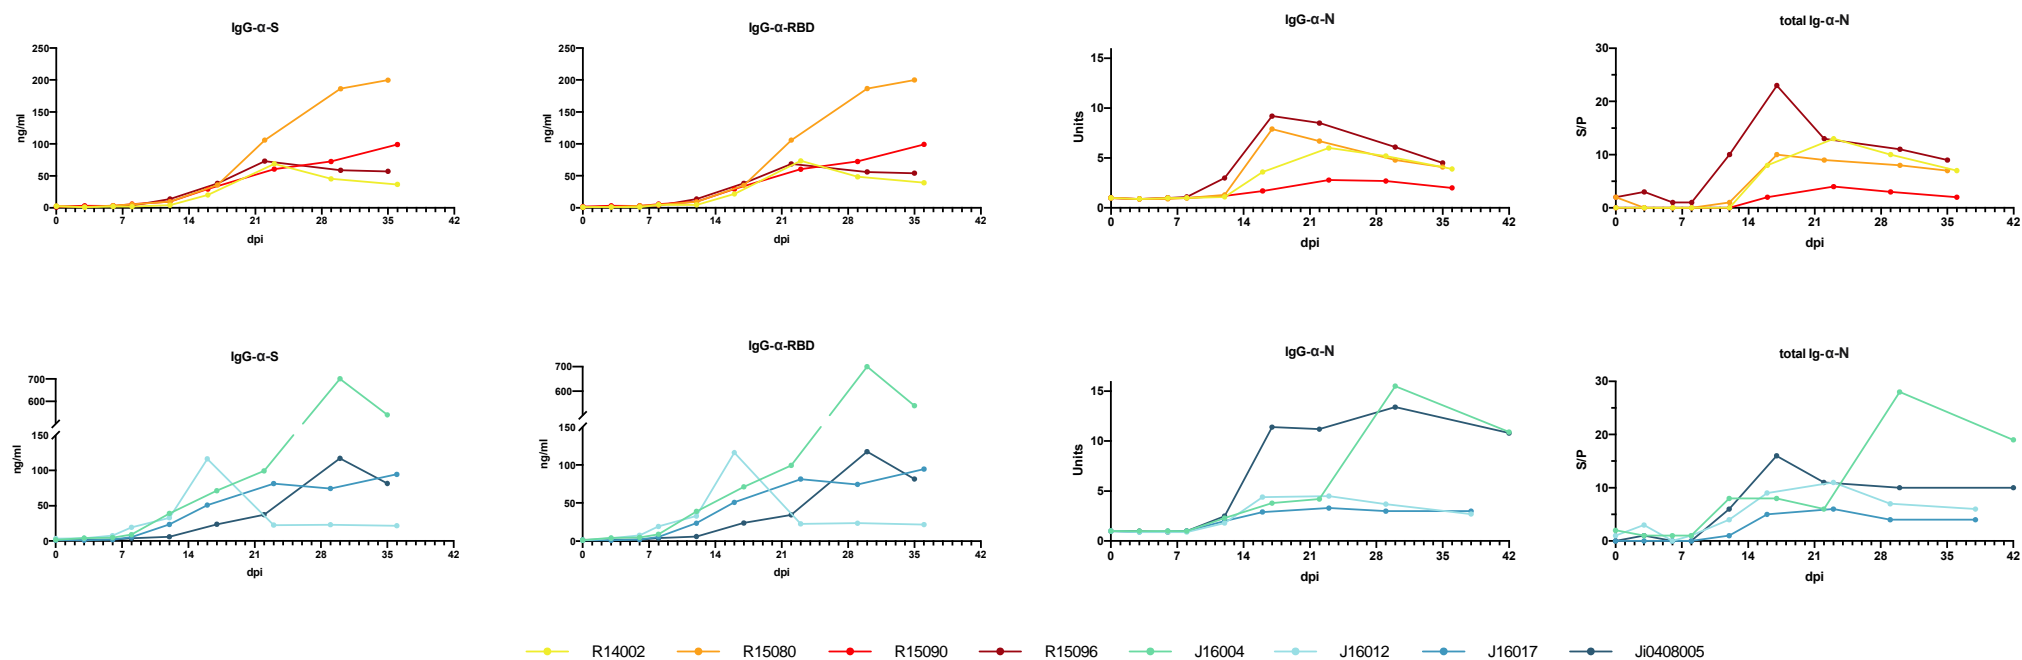 IgG-α-S
IgG-α-RBD
IgG-α-N
total Ig-α-N
ng/ml
250
200
150
100
50
0
0 7 14 21 28 35 42
dpi
ng/ml
250
200
150
100
50
0
0 7 14 21 28 35 42
dpi
Units
15
10
5
0
0 7 14 21 28 35 42
dpi
S/P
30
20
10
0
0 7 14 21 28 35 42
dpi
IgG-α-S
IgG-α-RBD
IgG-α-N
total Ig-α-N
ng/ml
700
600
150
100
50
0
0 7 14 21 28 35 42
dpi
ng/ml
700
600
150
100
50
0
0 7 14 21 28 35 42
dpi
Units
15
10
5
0
0 7 14 21 28 35 42
dpi
S/P
30
20
10
0
0 7 14 21 28 35 42
dpi
R14002 R15080 R15090 R15096 J16004 J16012 J16017 Ji0408005